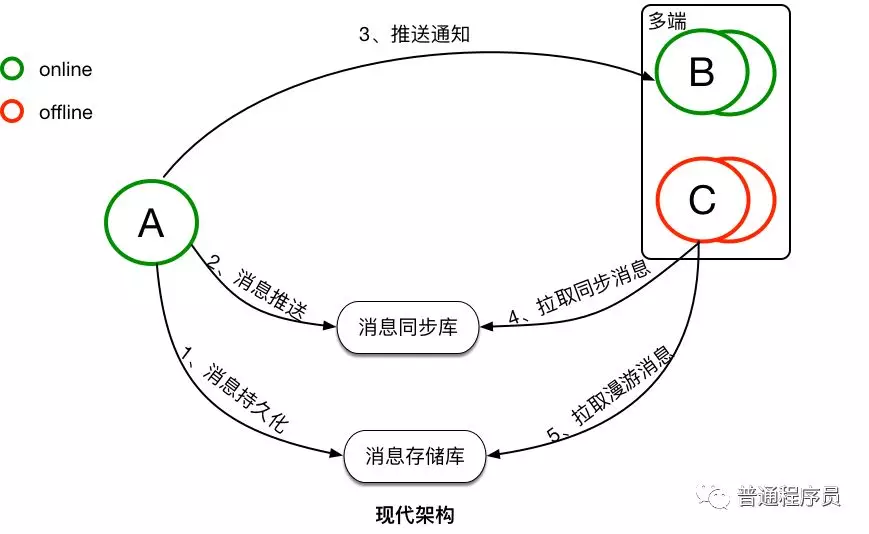 3、推送通知
多端
online
B
offline
A
C
2、消息推送
4、拉取同步消息
消息同步库
1、消息持久化
5、拉取漫游消息
消息存储库
普通程序员
现代架构